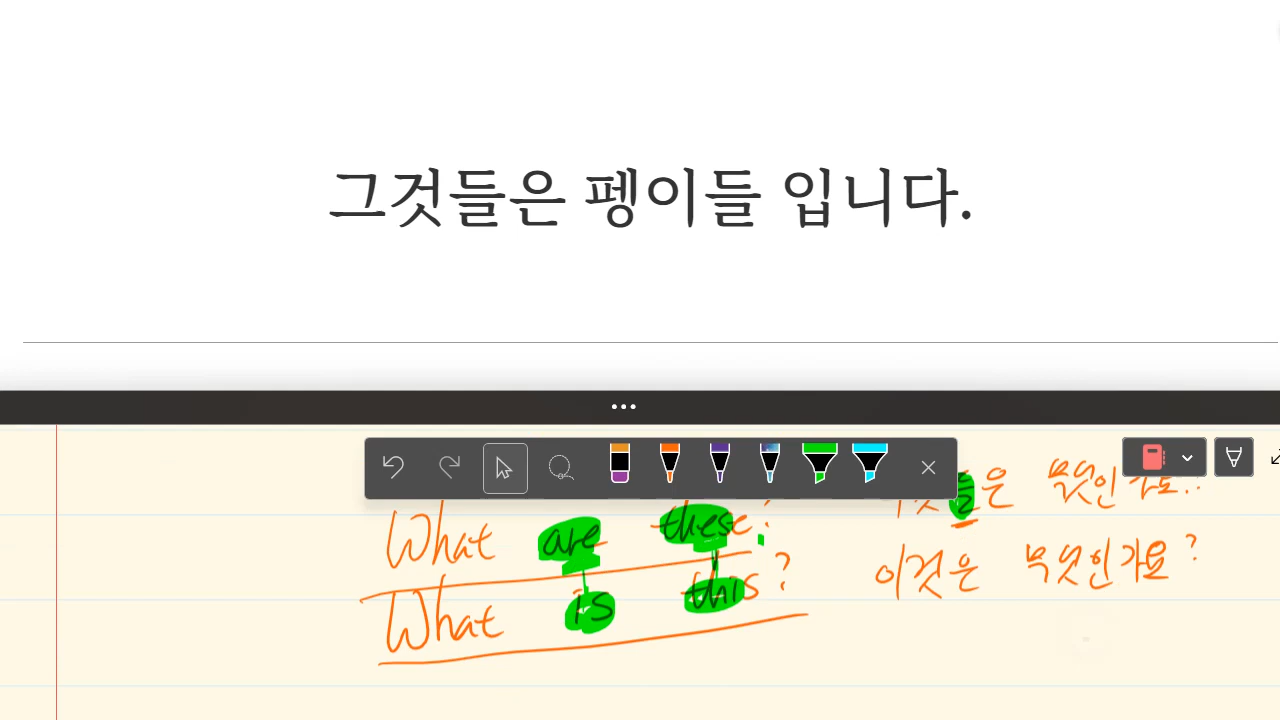 그것들은 펭이들 입니다.
What are these? 들은 무엇인가요?
What is this? 이것은 무엇인가요?